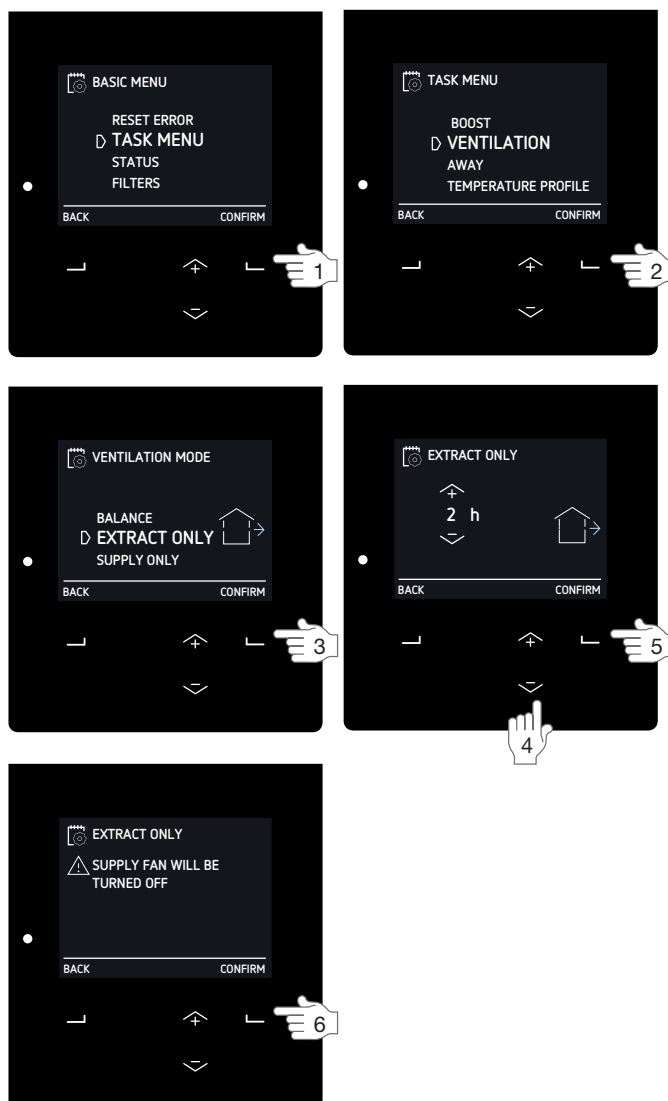 BASIC MENU
RESET ERROR
TASK MENU
STATUS
FILTERS
BACK CONFIRM
1
TASK MENU
BOOST
VENTILATION
AWAY
TEMPERATURE PROFILE
BACK CONFIRM
2
VENTILATION MODE
BALANCE
EXTRACT ONLY
SUPPLY ONLY
BACK CONFIRM
3
EXTRACT ONLY
2 h
BACK CONFIRM
5
4
EXTRACT ONLY
SUPPLY FAN WILL BE
TURNED OFF
BACK CONFIRM
6